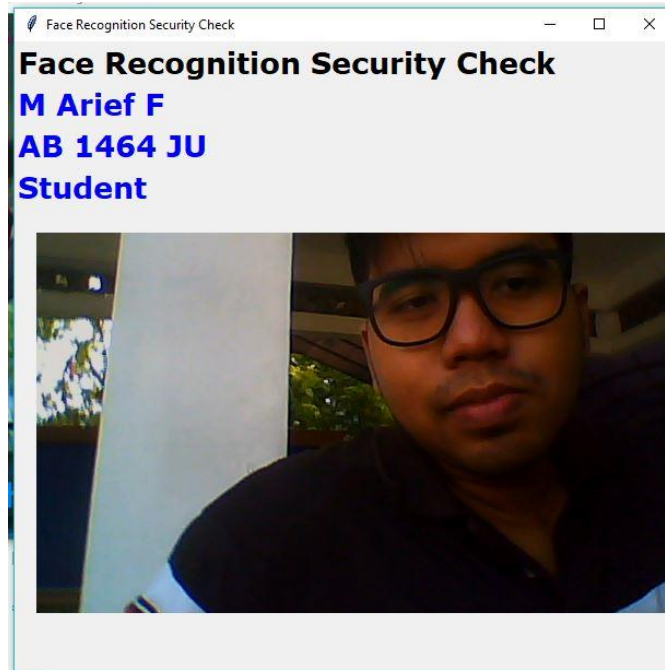 Face Recognition Security Check
Face Recognition Security Check
M Arief F
AB 1464 JU
Student